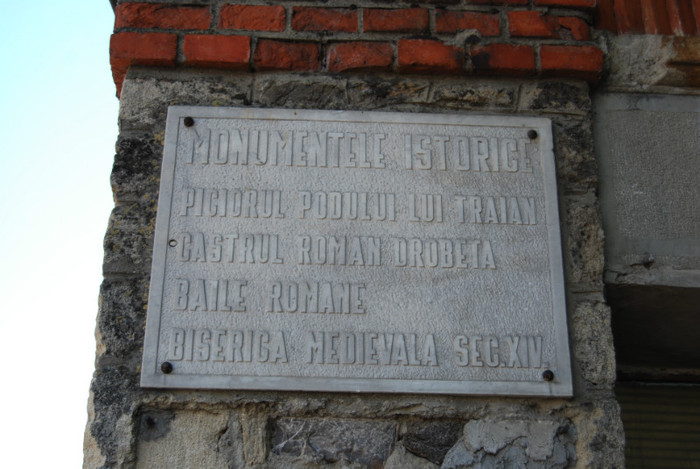 MONUMENTELE ISTORICE
PICIORUL PODULUI LUI TRAIAN
CASTRUL ROMAN DROBETA
BAILE ROMANE
BISERICA MEDIEVALA SEC.XIV.